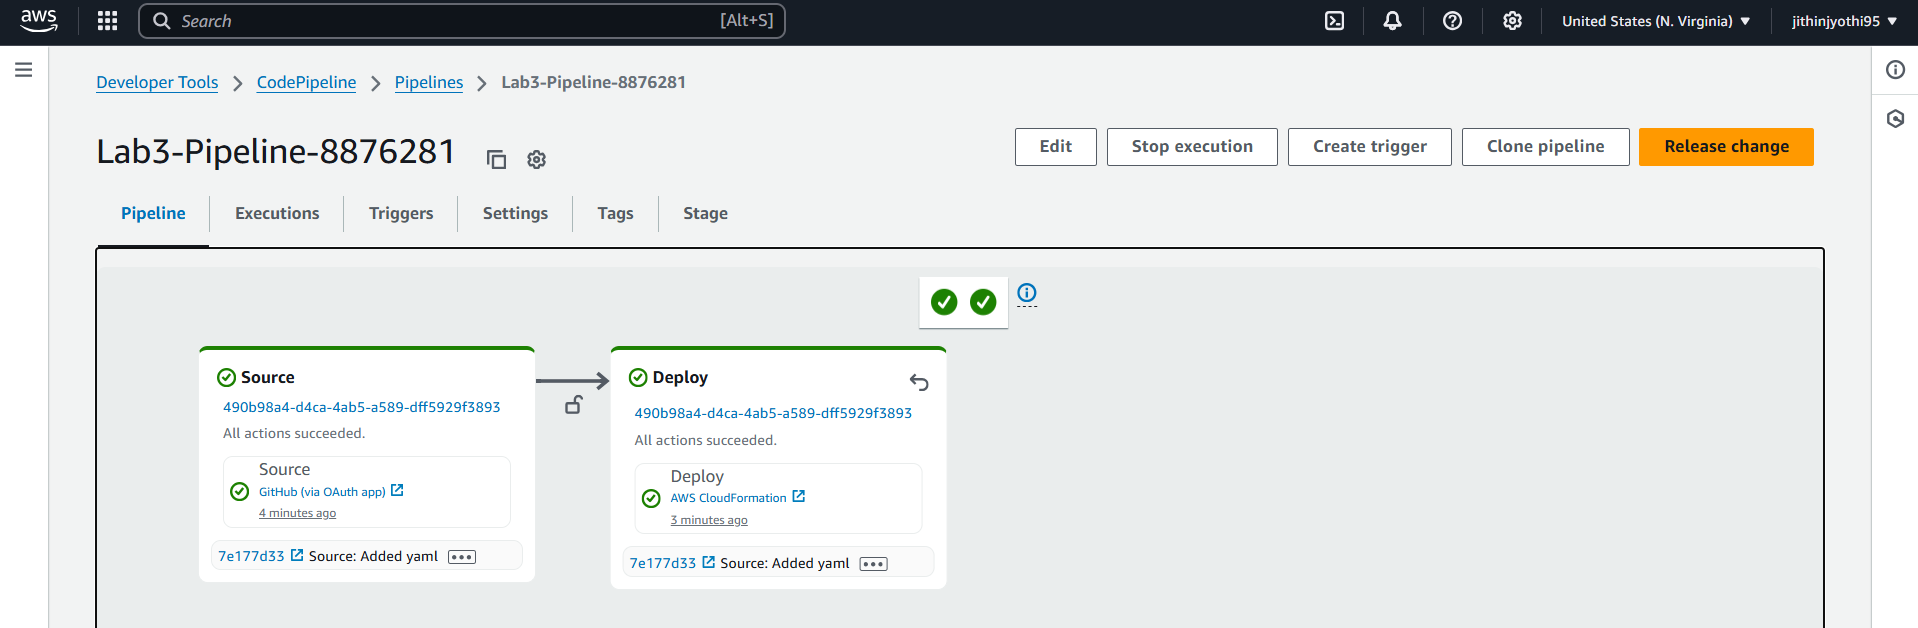 aws
Search [Alt+S]
United States (N. Virginia)
jithinjyothi95
Developer Tools
CodePipeline
Pipelines
Lab3-Pipeline-8876281
Lab3-Pipeline-8876281
Edit
Stop execution
Create trigger
Clone pipeline
Release change
Pipeline
Executions
Triggers
Settings
Tags
Stage
Source
490b98a4-d4ca-4ab5-a589-dff5929f3893
All actions succeeded.
Source
GitHub (via OAuth app)
4 minutes ago
7e177d33 Source: Added yaml
Deploy
490b98a4-d4ca-4ab5-a589-dff5929f3893
All actions succeeded.
Deploy
AWS CloudFormation
3 minutes ago
7e177d33 Source: Added yaml